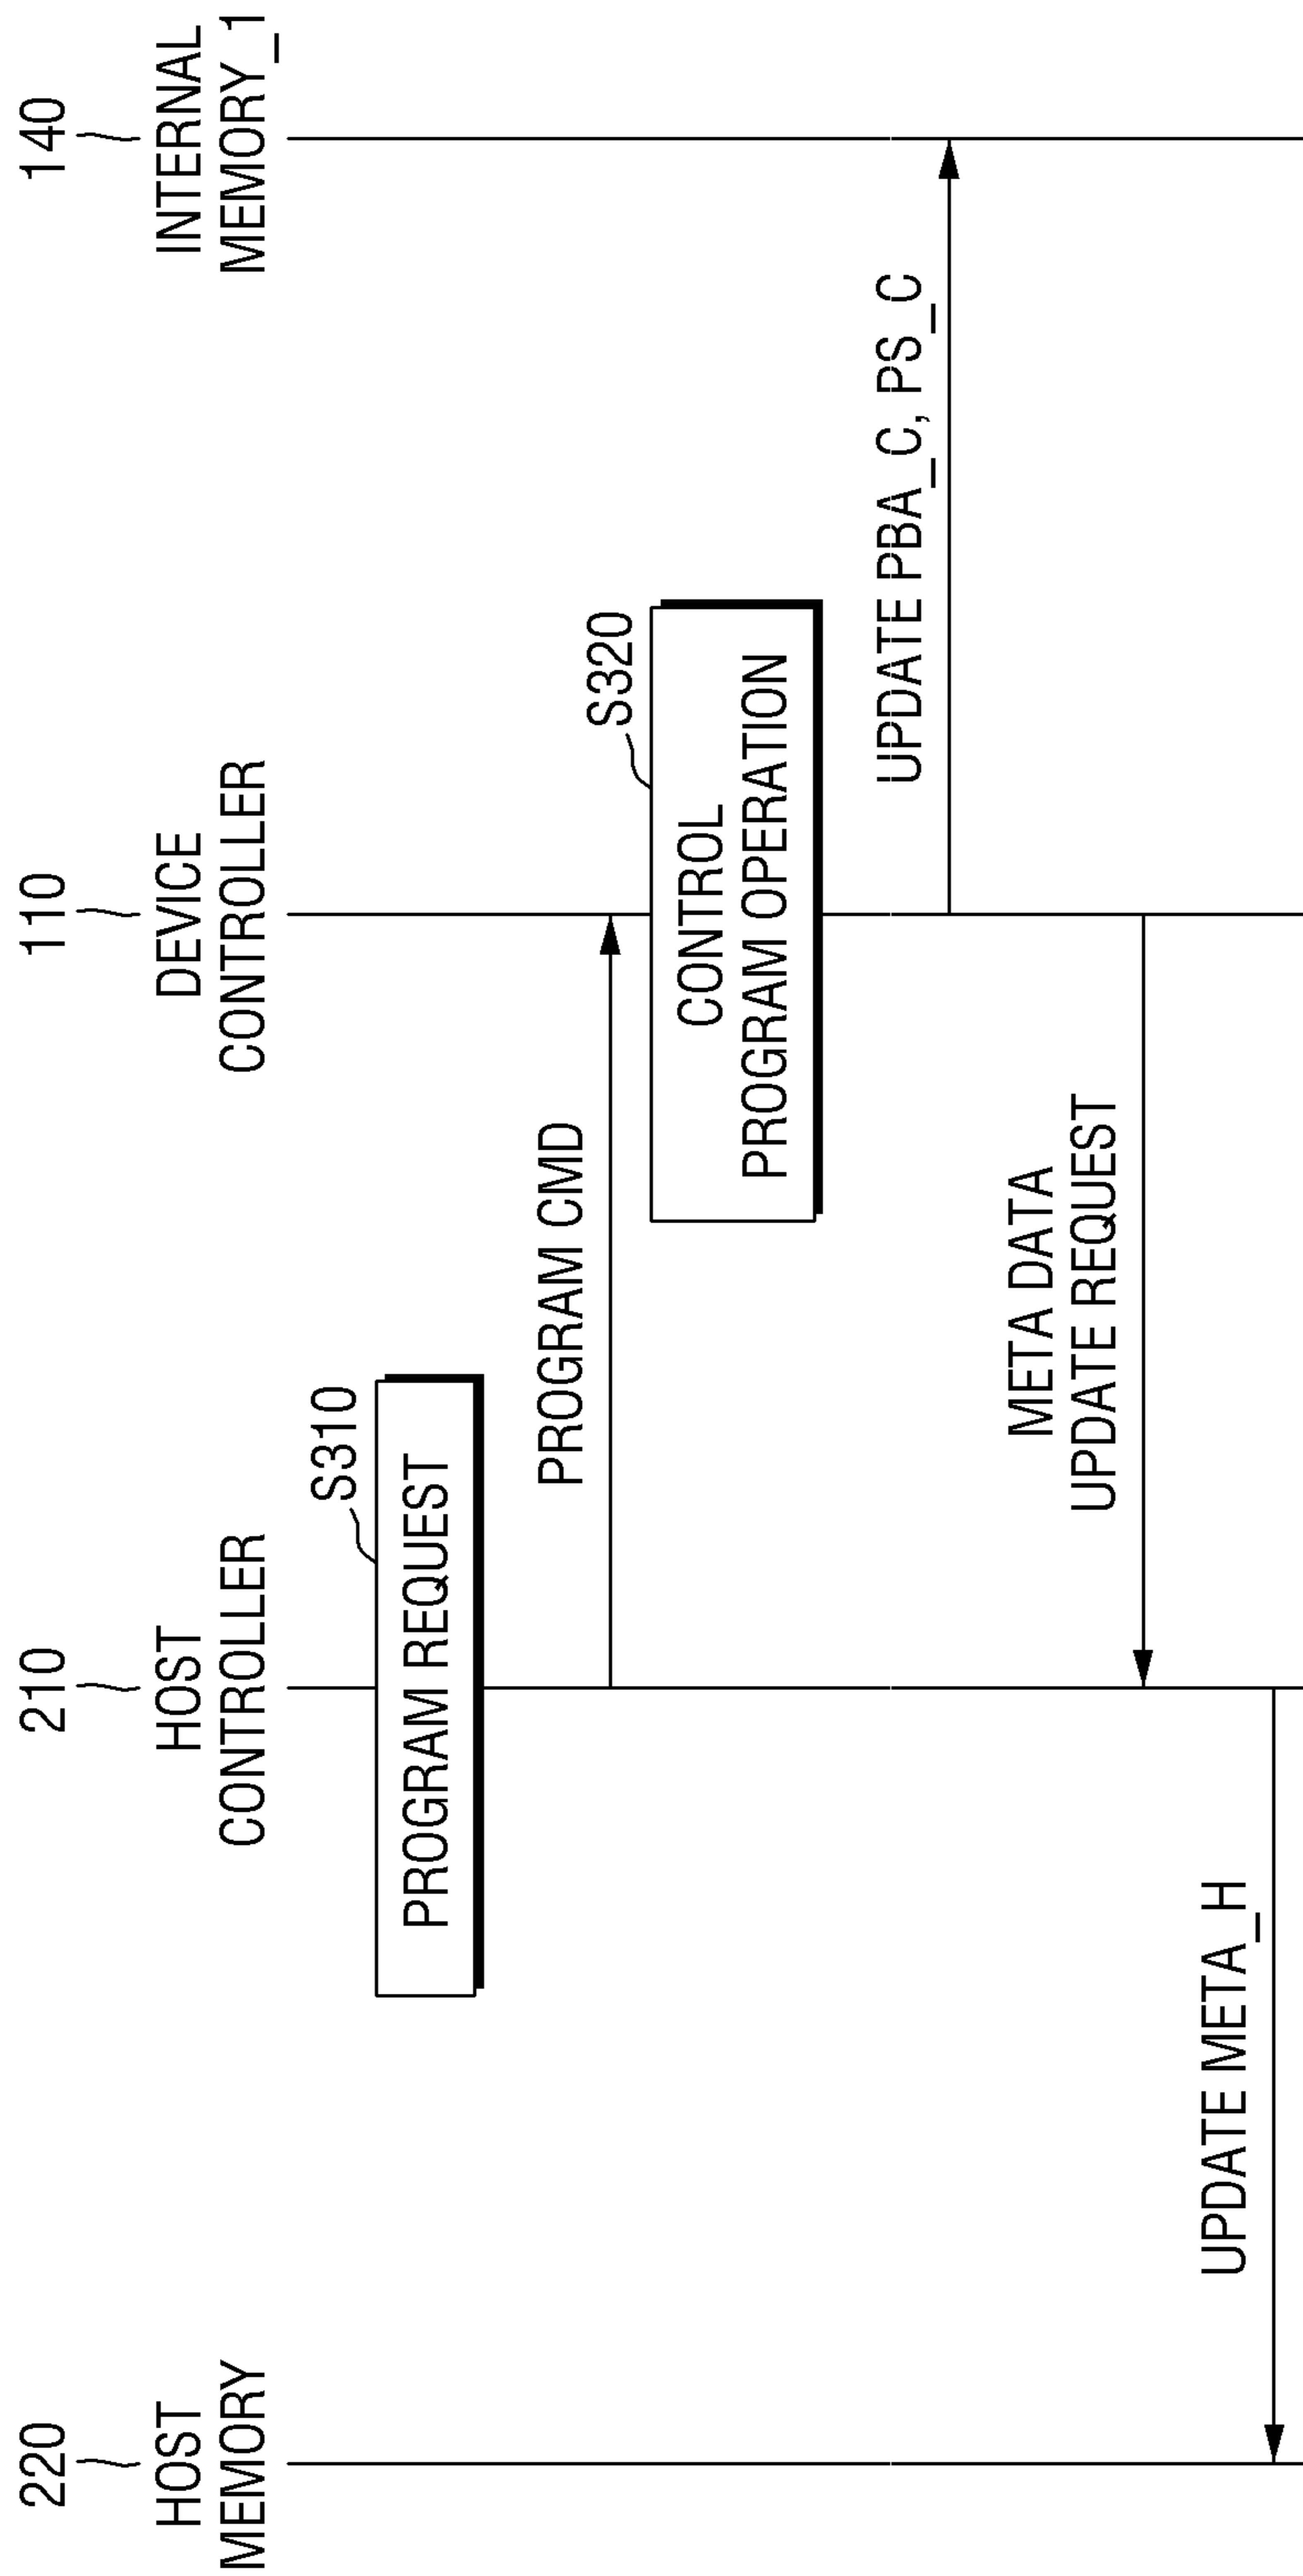 220
HOST
MEMORY
210
HOST
CONTROLLER
110
DEVICE
CONTROLLER
140
INTERNAL
MEMORY_1
S310
PROGRAM REQUEST
PROGRAM CMD
S320
CONTROL
PROGRAM OPERATION
UPDATE PBA_C, PS_C
META DATA
UPDATE REQUEST
UPDATE META_H